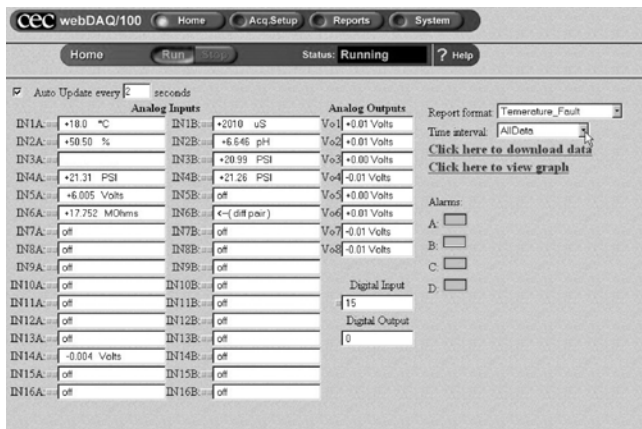 CEC webDAQ/100 Home Acq.Setup Reports System
Home Run Stop Status: Running ? Help
Auto Update every 2 seconds
Analog Inputs Analog Outputs
Report format: Temerature_Fault
Time interval: AllData
Click here to download data
Click here to view graph
Alarms:
A:
B:
C:
D:
IN1A: +18.0 °C IN1B: +2010 uS Vo1 +0.01 Volts
IN2A: +50.50 % IN2B: +6.646 pH Vo2 +0.01 Volts
IN3A: IN3B: +20.99 PSI Vo3 +0.00 Volts
IN4A: +21.31 PSI IN4B: +21.26 PSI Vo4 -0.01 Volts
IN5A: +6.005 Volts IN5B: off Vo5 +0.00 Volts
IN6A: +17.752 MOhms IN6B: <-(diff pair) Vo6 +0.01 Volts
IN7A: off IN7B: off Vo7 -0.01 Volts
IN8A: off IN8B: off Vo8 -0.01 Volts
IN9A: off IN9B: off
IN10A: off IN10B: off Digital Input
IN11A: off IN11B: off 15
IN12A: off IN12B: off Digital Output
IN13A: off IN13B: off 0
IN14A: -0.004 Volts IN14B: off
IN15A: off IN15B: off
IN16A: off IN16B: off